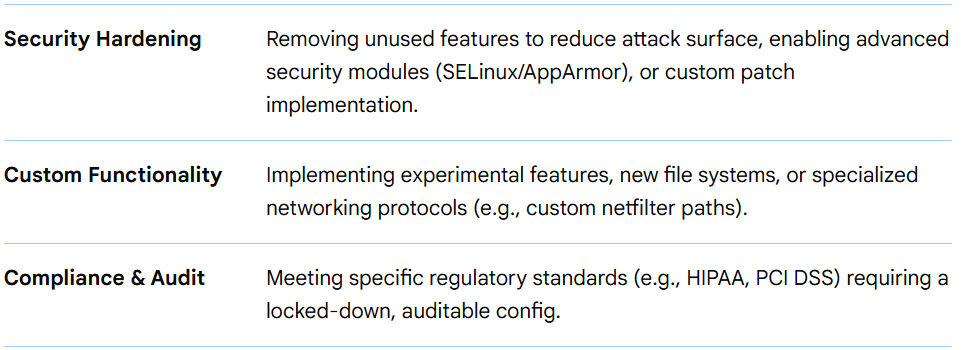 Security Hardening
Removing unused features to reduce attack surface, enabling advanced
security modules (SELinux/AppArmor), or custom patch
implementation.
Custom Functionality
Implementing experimental features, new file systems, or specialized
networking protocols (e.g., custom netfilter paths).
Compliance & Audit
Meeting specific regulatory standards (e.g., HIPAA, PCI DSS) requiring a
locked-down, auditable config.